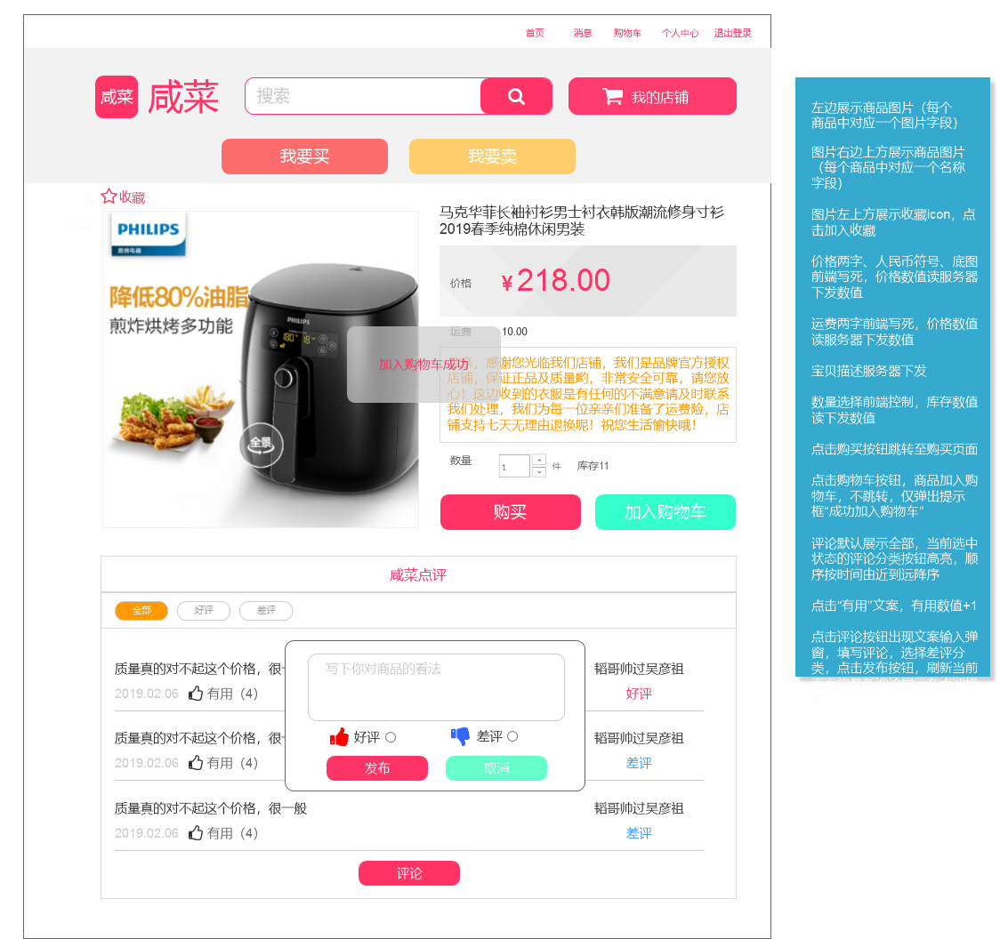 首页 消息 购物车 个人中心 退出登录
咸菜 咸菜 搜索 我的店铺
我要买 我要卖
收藏
PHILIPS
厨房电器
降低80%油脂
煎炸烘烤多功能
PHILIPS
全景
马克华菲长袖衬衫男士衬衣韩版潮流修身寸衫
2019春季纯棉休闲男装
价格 ¥218.00
运费 10.00
加入购物车成功
亲，感谢您光临我们店铺，我们是品牌官方授权
店铺，保证正品及质量哟，非常安全可靠，请您放
心！这边收到的衣服是有任何的不满意请及时联系
我们处理，我们为每一位亲亲们准备了运费险，店
铺支持七天无理由退换呢！祝您生活愉快哦！
数量 1 件 库存11
购买 加入购物车
咸菜点评
全部 好评 差评
质量真的对不起这个价格，很 韬哥帅过吴彦祖
2019.02.06 有用（4） 好评
质量真的对不起这个价格，很 韬哥帅过吴彦祖
2019.02.06 有用（4） 差评
质量真的对不起这个价格，很一般 韬哥帅过吴彦祖
2019.02.06 有用（4） 差评
写下你对商品的看法
好评 差评
发布 取消
评论
左边展示商品图片（每个
商品中对应一个图片字段）
图片右边上方展示商品图片
（每个商品中对应一个名称
字段）
图片左上方展示收藏icon，点
击加入收藏
价格两字、人民币符号、底图
前端写死，价格数值读服务器
下发数值
运费两字前端写死，价格数值
读服务器下发数值
宝贝描述服务器下发
数量选择前端控制，库存数值
读下发数值
点击购买按钮跳转至购买页面
点击购物车按钮，商品加入购
物车，不跳转，仅弹出提示
框“成功加入购物车”
评论默认展示全部，当前选中
状态的评论分类按钮高亮，顺
序按时间由近到远降序
点击“有用”文案，有用数值+1
点击评论按钮出现文案输入弹
窗，填写评论，选择差评分
类，点击发布按钮，刷新当前